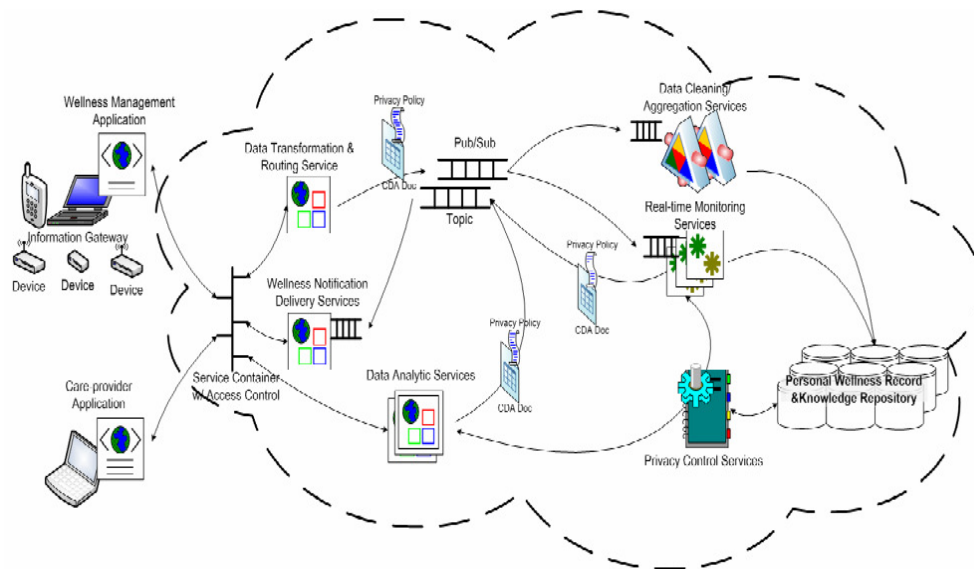 Wellness Management
Application
Information Gateway
Device
Device
Device
Care-provider
Application
Service Container
w/ Access Control
Data Transformation &
Routing Service
Privacy Policy
CDA Doc
Pub/Sub
Topic
Wellness Notification
Delivery Services
Data Analytic Services
Privacy Policy
CDA Doc
Data Cleaning/
Aggregation Services
Real-time Monitoring
Services
Privacy Policy
CDA Doc
Privacy Control Services
Personal Wellness Record
&Knowledge Repository